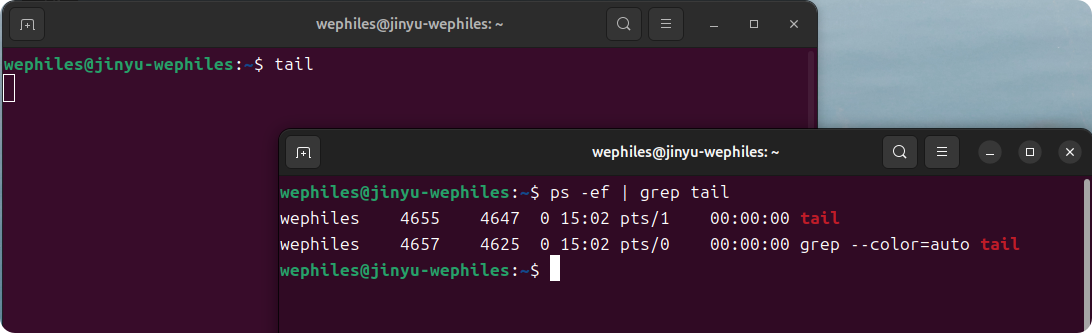 wephiles@jinyu-wephiles: ~
wephiles@jinyu-wephiles:~$ tail
wephiles@jinyu-wephiles: ~
wephiles@jinyu-wephiles:~$ ps -ef | grep tail
wephiles    4655    4647  0 15:02 pts/1    00:00:00 tail
wephiles    4657    4625  0 15:02 pts/0    00:00:00 grep --color=auto tail
wephiles@jinyu-wephiles:~$